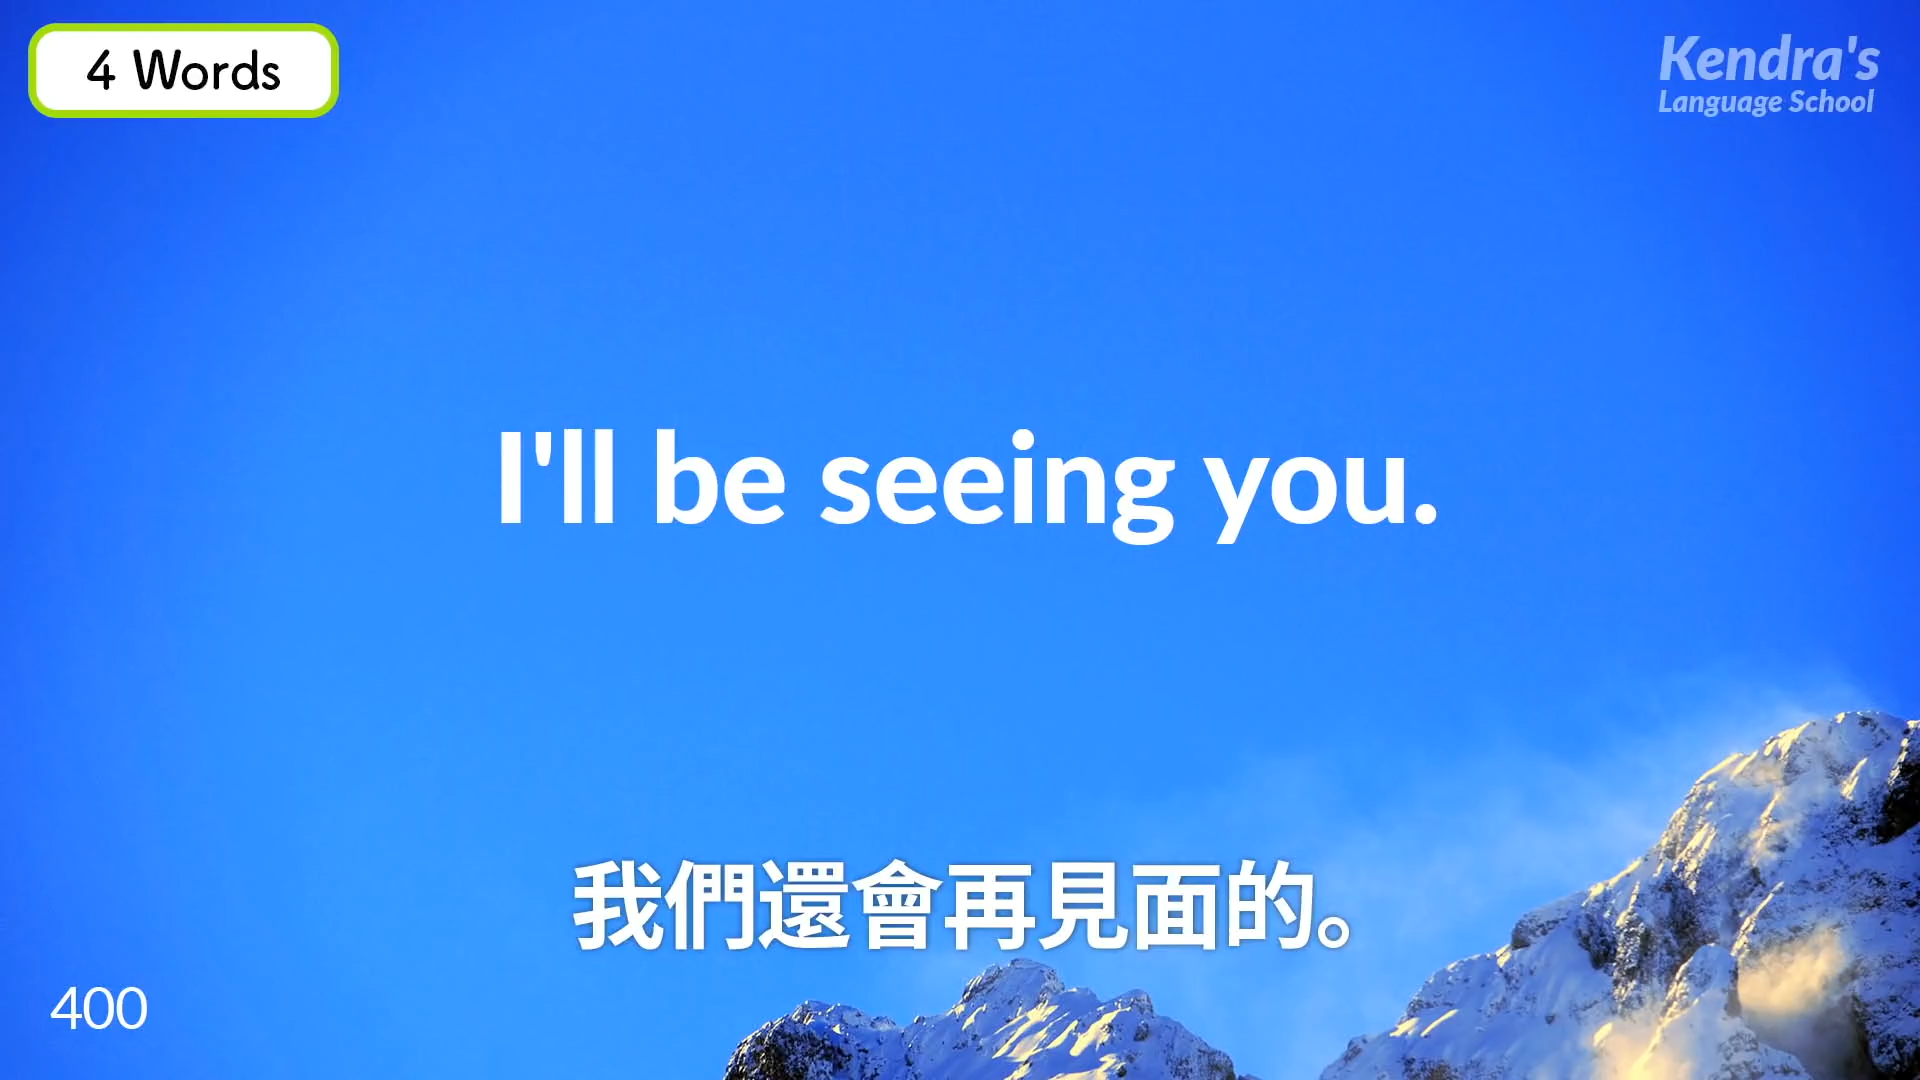 4 Words
Kendra's
Language School
I'll be seeing you.
我們還會再見面的。
400